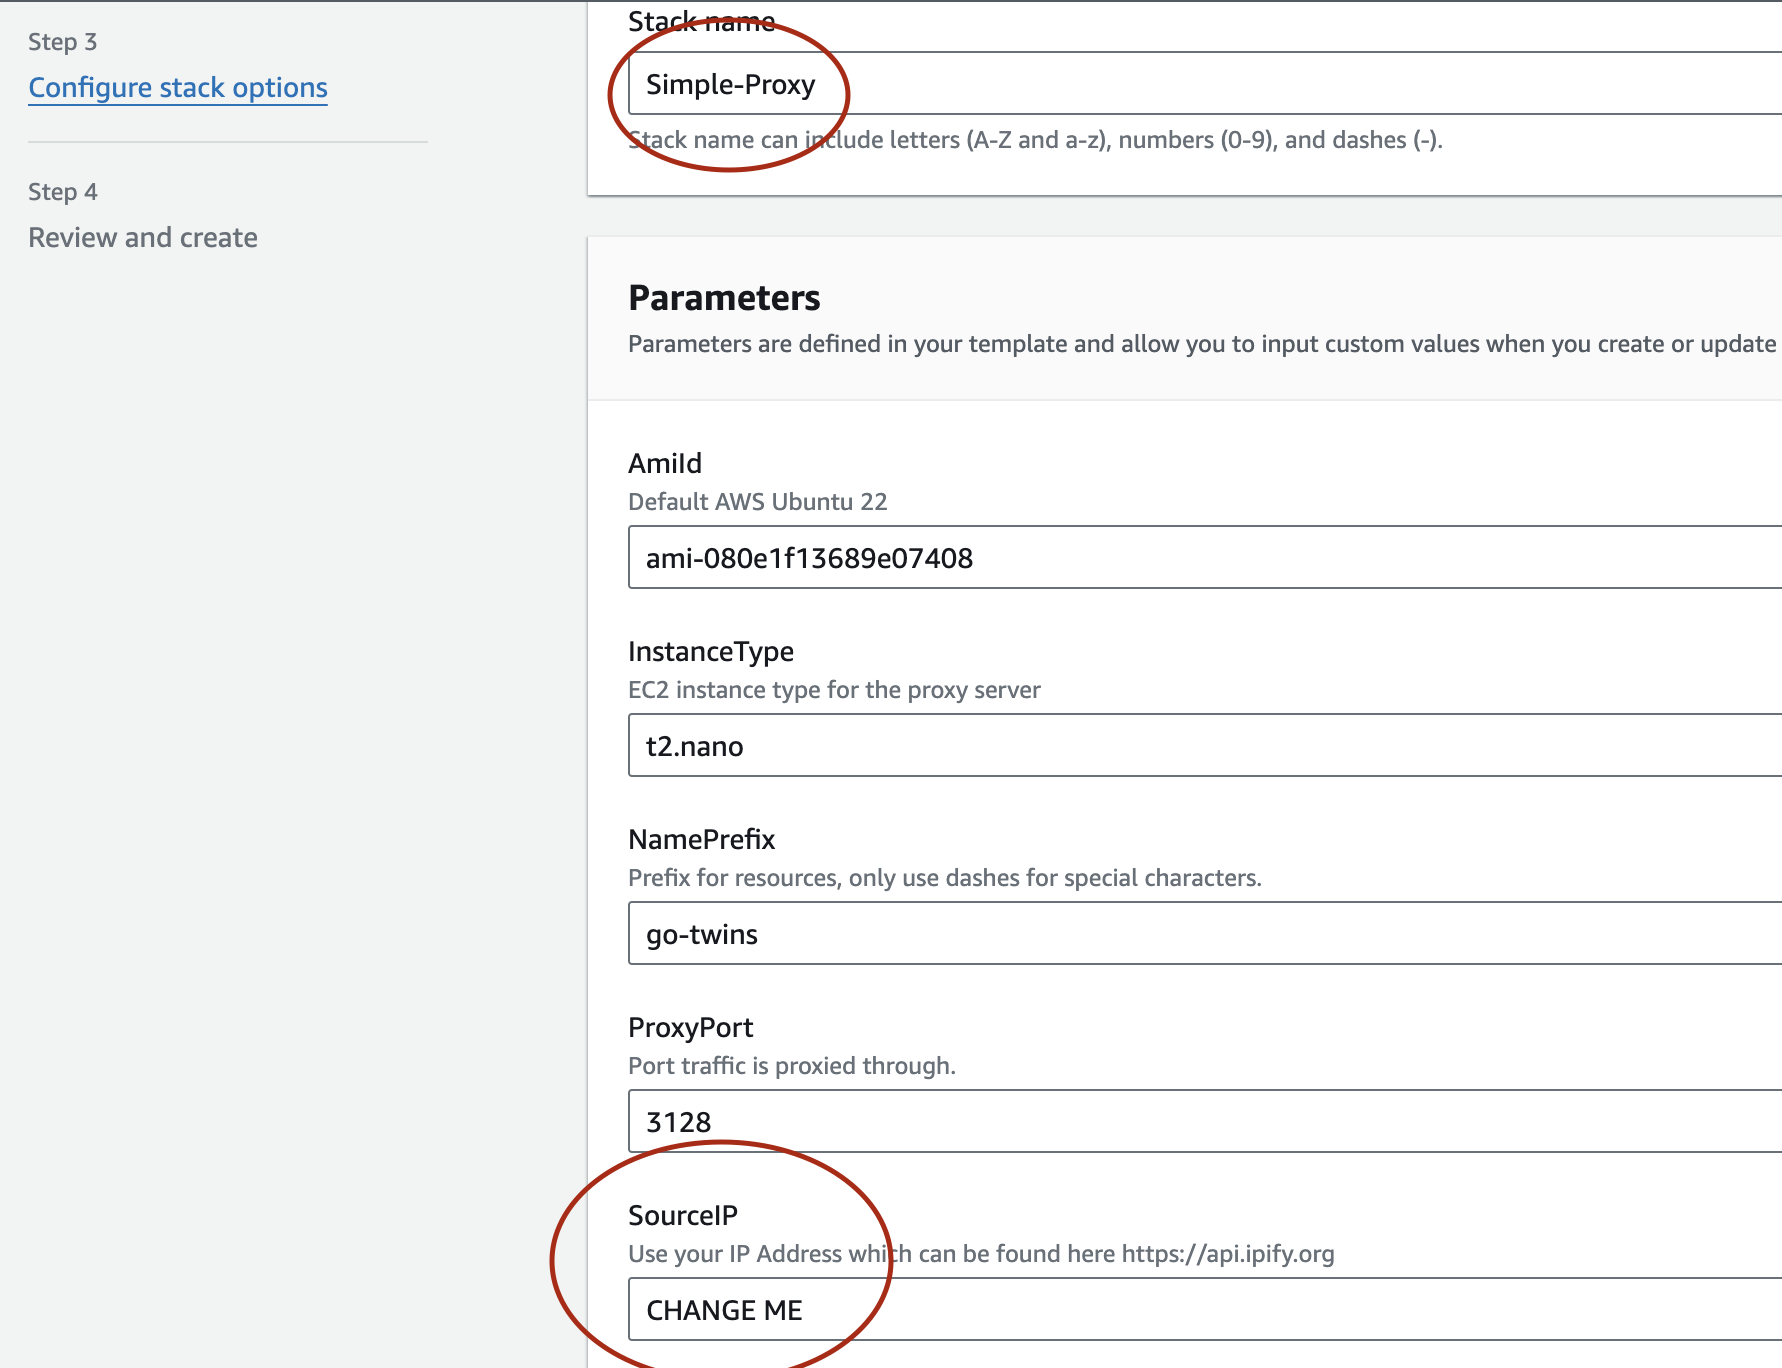 Step 3
Configure stack options
Step 4
Review and create
Stack name
Simple-Proxy
Stack name can include letters (A-Z and a-z), numbers (0-9), and dashes (-).
Parameters
Parameters are defined in your template and allow you to input custom values when you create or update
AmiId
Default AWS Ubuntu 22
ami-080e1f13689e07408
InstanceType
EC2 instance type for the proxy server
t2.nano
NamePrefix
Prefix for resources, only use dashes for special characters.
go-twins
ProxyPort
Port traffic is proxied through.
3128
SourceIP
Use your IP Address which can be found here https://api.ipify.org
CHANGE ME